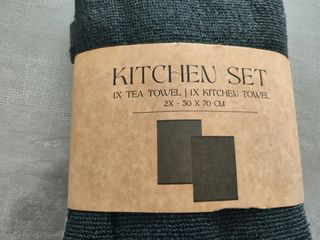 KITCHEN SET
1X TEA TOWEL | 1X KITCHEN TOWEL
2X - 50 X 70 CM